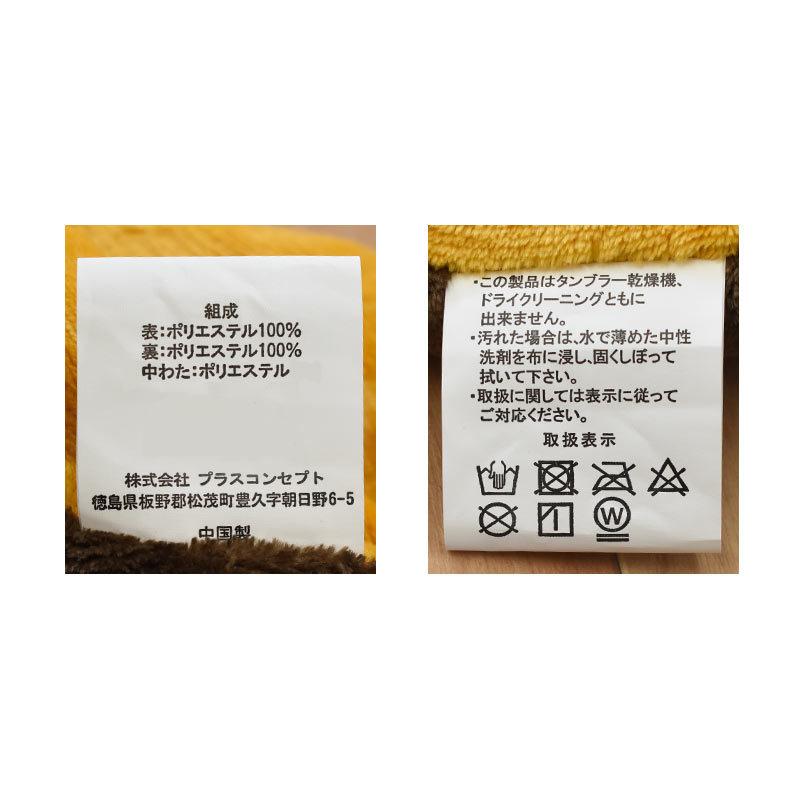 組成
表:ポリエステル100%
裏:ポリエステル100%
中わた:ポリエステル
株式会社 プラスコンセプト
徳島県板野郡松茂町豊久字朝日野6-5
中国製
・この製品はタンブラー乾燥機、
ドライクリーニングともに
出来ません。
・汚れた場合は、水で薄めた中性
洗剤を布に浸し、固くしぼって
拭いて下さい。
・取扱に関しては表示に従って
ご対応ください。
取扱表示
W